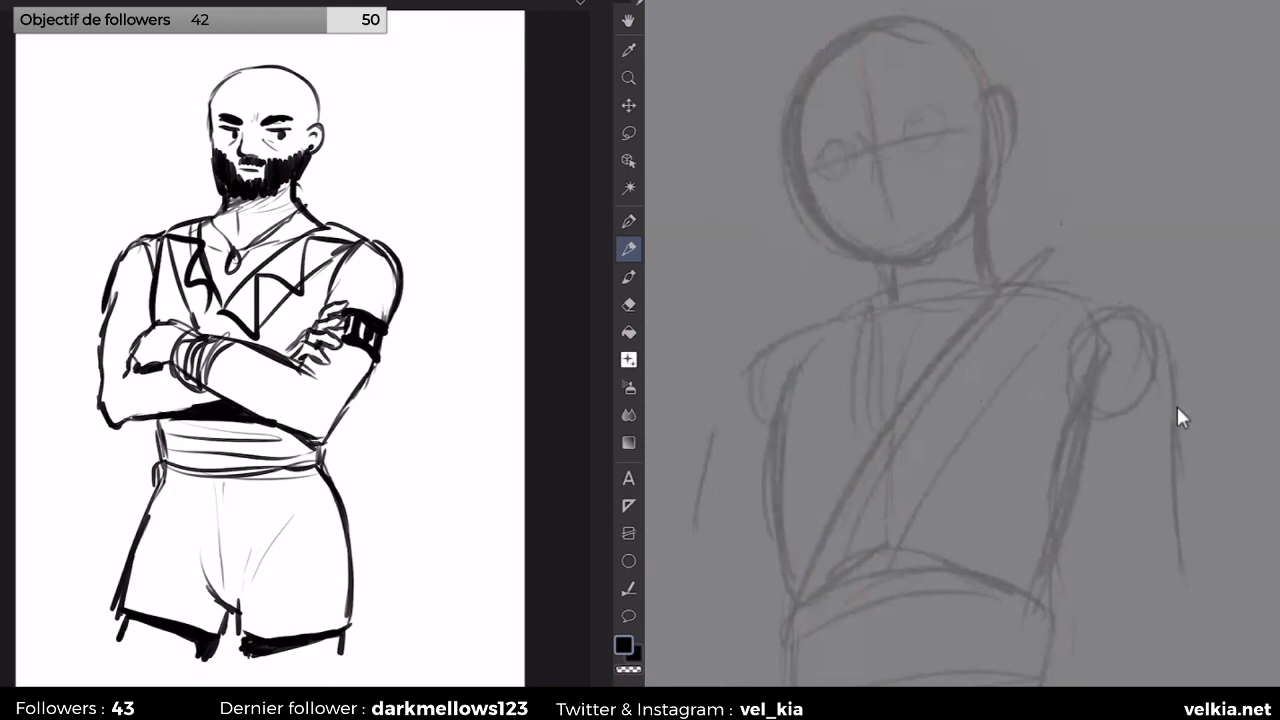 Objectif de followers 42 50
Followers : 43 Dernier follower : darkmellows123 Twitter & Instagram : vel_kia velkia.net